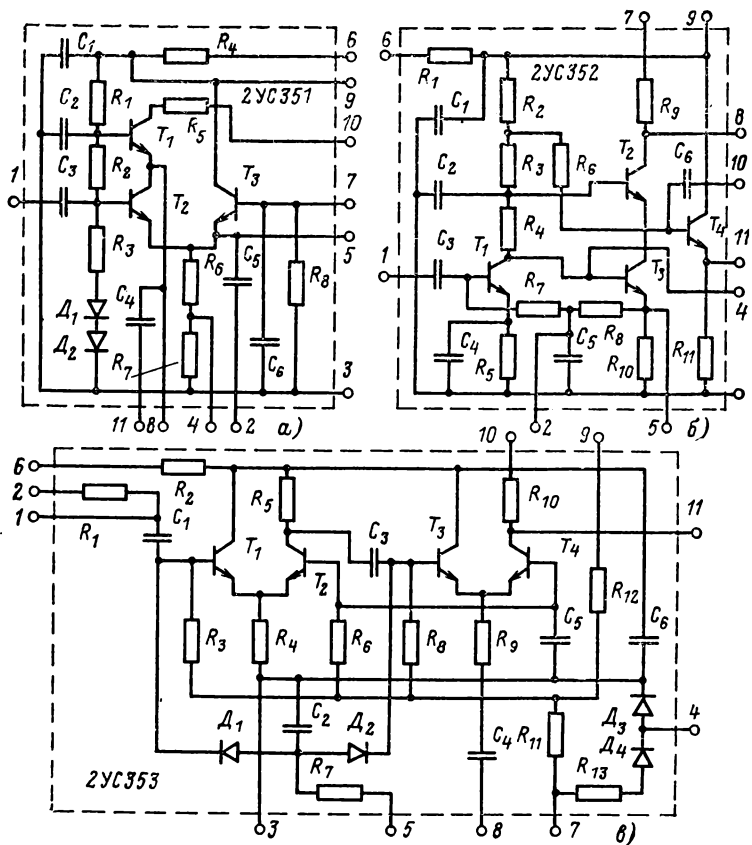 C1 R4 6
2УС351 9
C2 R1 T1 R5 10
1 C3 R2 T2 T3 7
5
R3 R6 C5 R8
Д1 C4
Д2 R7 C6 3
11 8 4 2 а)
7 9
6 R1 2УС352
C1 R2 R9 8
C2 R3 R6 T2 C6 10
C3 R4 T4 11
1 T1 R7 R8 T3 4
C4 R5 C5 R10 R11
2 5 б)
10 9
6 R2
2 R5 R10 11
1 R1 C1 T1 T2 C3 T3 T4
R12
R3 R4 R6 R8 R9 C5 C6
Д1 C2 Д2 C4 R11 Д3 4
Д4
2УС353 R7 R13
3 5 8 7 в)